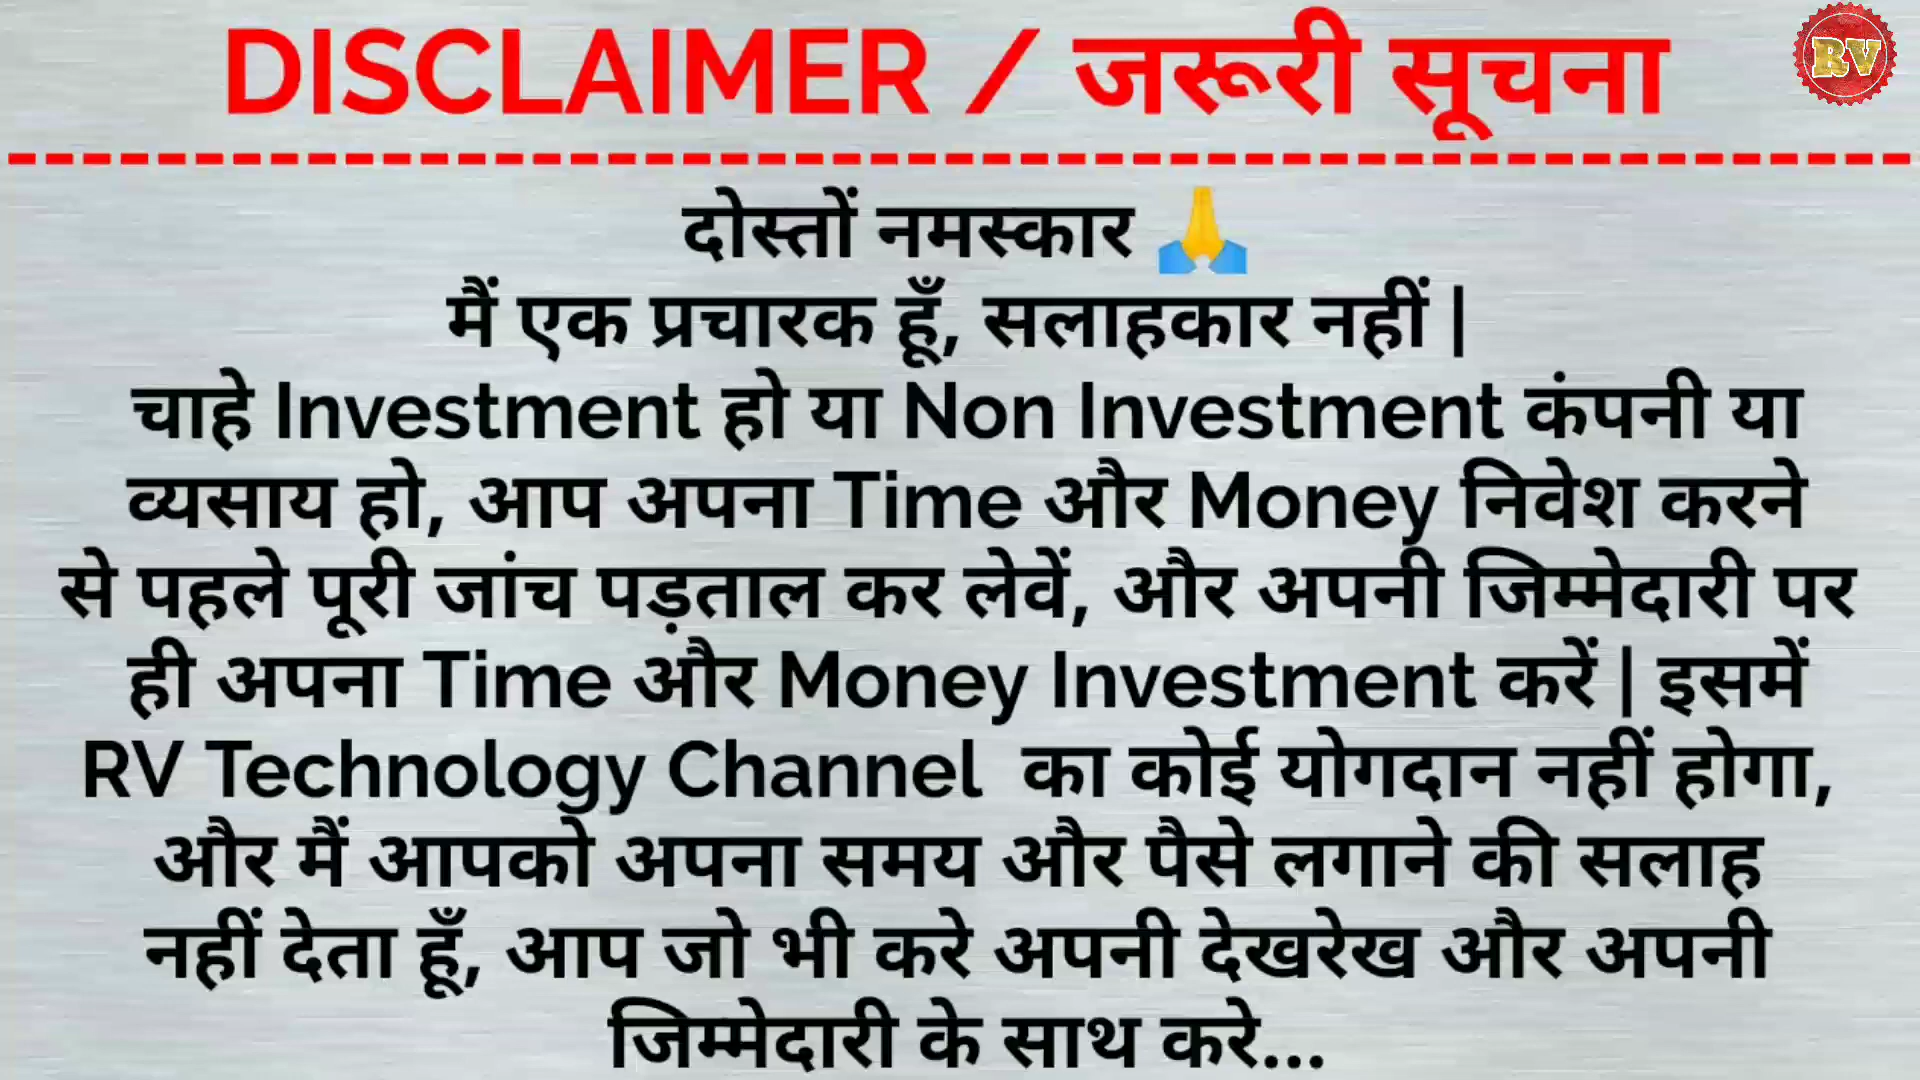 DISCLAIMER / जरूरी सूचना
RV
दोस्तों नमस्कार 🙏
मैं एक प्रचारक हूँ, सलाहकार नहीं |
चाहे Investment हो या Non Investment कंपनी या
व्यसाय हो, आप अपना Time और Money निवेश करने
से पहले पूरी जांच पड़ताल कर लेवें, और अपनी जिम्मेदारी पर
ही अपना Time और Money Investment करें | इसमें
RV Technology Channel का कोई योगदान नहीं होगा,
और मैं आपको अपना समय और पैसे लगाने की सलाह
नहीं देता हूँ, आप जो भी करे अपनी देखरेख और अपनी
जिम्मेदारी के साथ करे...